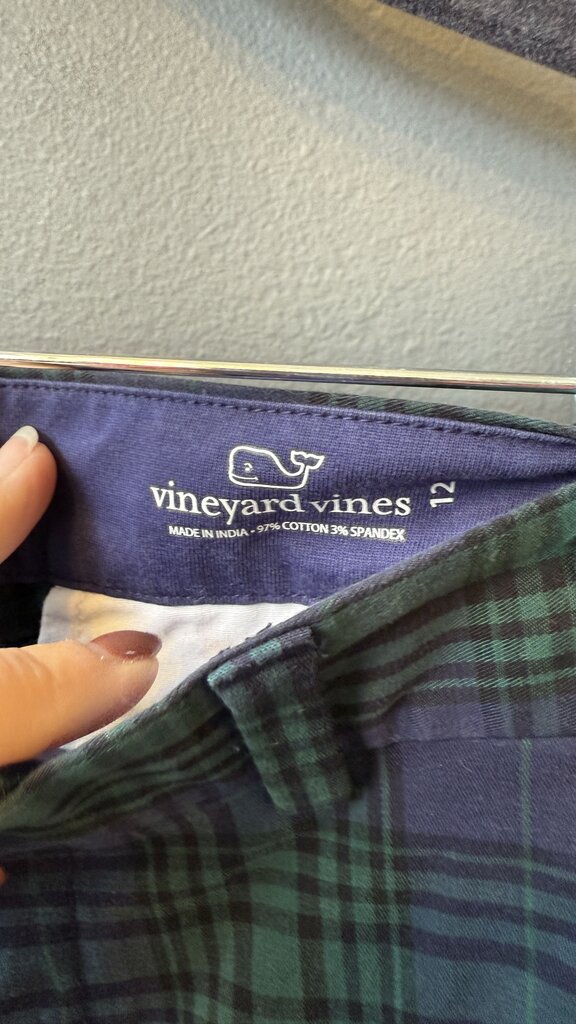 vineyard vines
12
MADE IN INDIA - 97% COTTON 3% SPANDEX